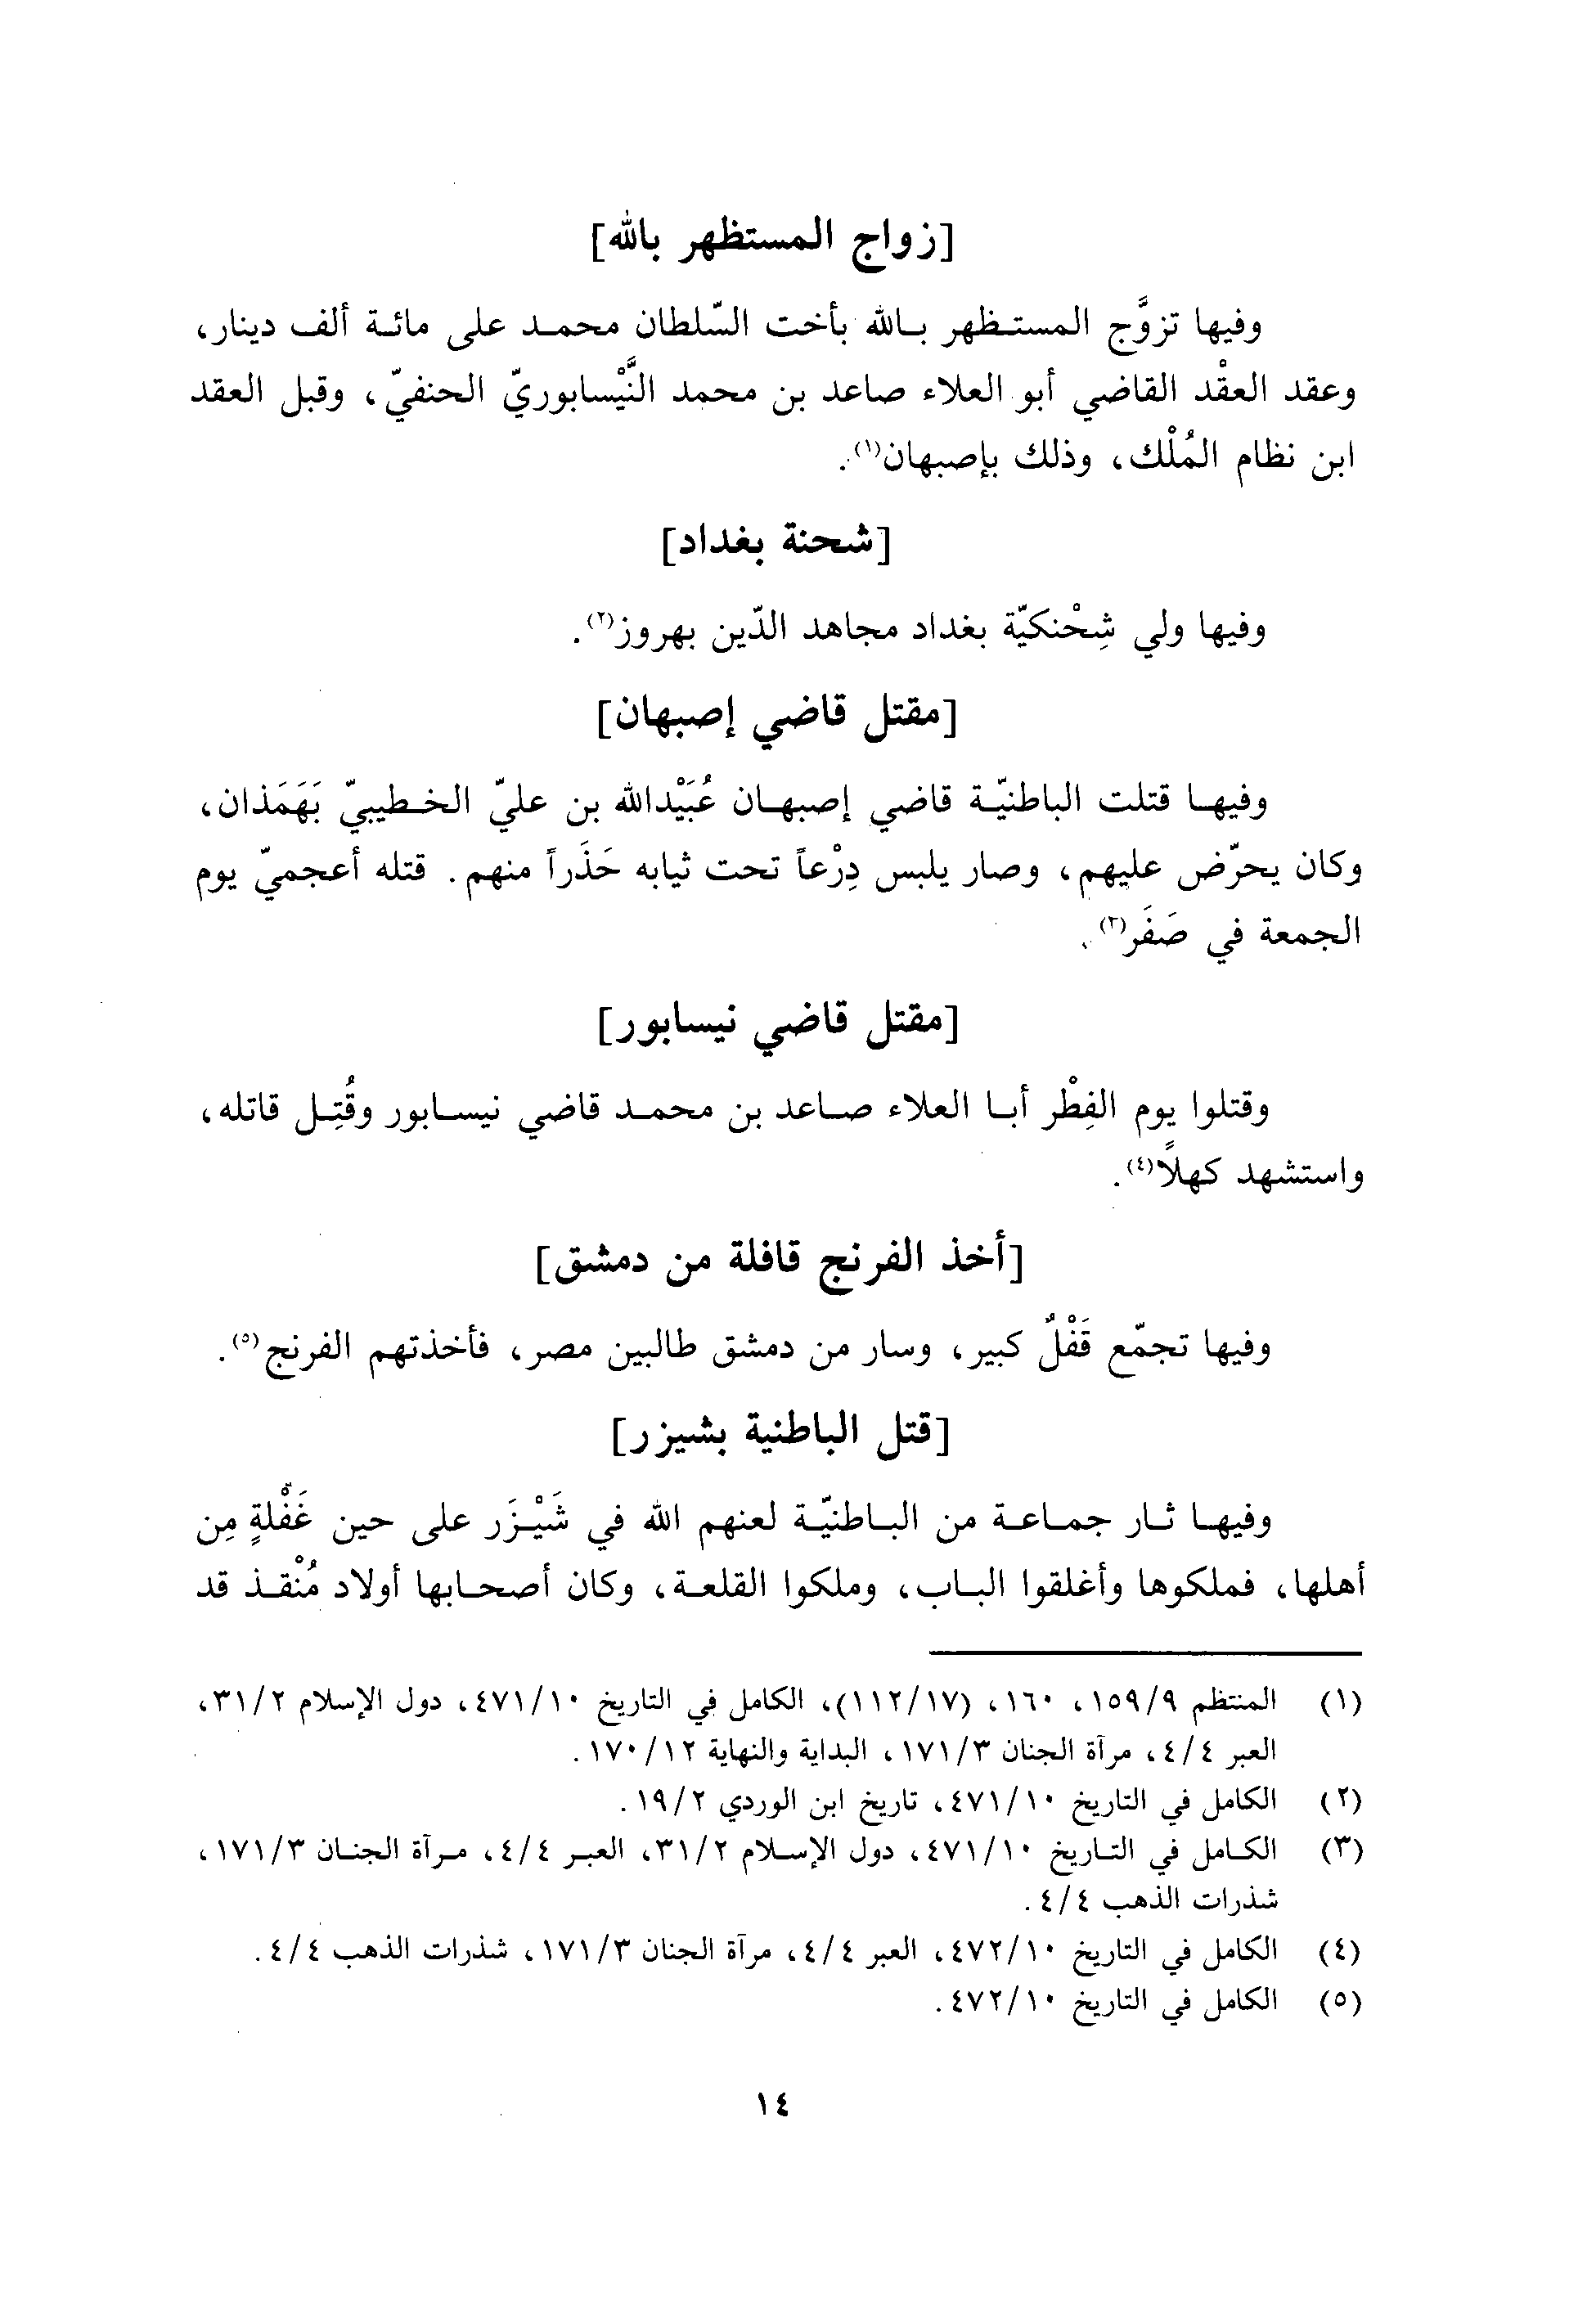 [زواج المستظهر بالله]
وفيها تزوَّج المستظهر بالله بأخت السّلطان محمد على مائة ألف دينار،
وعقد العقْد القاضي أبو العلاء صاعد بن محمد النَّيْسابوريّ الحنفيّ، وقبل العقد
ابن نظام المُلْك، وذلك بإصبهان(١).
[شحنة بغداد]
وفيها ولي شِحْنكيّة بغداد مجاهد الدّين بهروز(٢).
[مقتل قاضي إصبهان]
وفيها قتلت الباطنيّة قاضي إصبهان عُبَيْدالله بن عليّ الخطيبيّ بَهَمَذان،
وكان يحرّض عليهم، وصار يلبس دِرْعاً تحت ثيابه حَذَراً منهم. قتله أعجميّ يوم
الجمعة في صَفَر(٣).
[مقتل قاضي نيسابور]
وقتلوا يوم الفِطْر أبا العلاء صاعد بن محمد قاضي نيسابور وقُتِل قاتله،
واستشهد كهلاً(٤).
[أخذ الفرنج قافلة من دمشق]
وفيها تجمّع قَفْلٌ كبير، وسار من دمشق طالبين مصر، فأخذتهم الفرنج(٥).
[قتل الباطنية بشيزر]
وفيها ثار جماعة من الباطنيّة لعنهم الله في شَيْزَر على حين غَفْلةٍ مِن
أهلها، فملكوها وأغلقوا الباب، وملكوا القلعة، وكان أصحابها أولاد مُنْقذ قد
(١) المنتظم ١٥٩/٩، ١٦٠، (١١٢/١٧)، الكامل في التاريخ ٤٧١/١٠، دول الإسلام ٣١/٢،
العبر ٤/٤، مرآة الجنان ١٧١/٣، البداية والنهاية ١٧٠/١٢.
(٢) الكامل في التاريخ ٤٧١/١٠، تاريخ ابن الوردي ١٩/٢.
(٣) الكامل في التاريخ ٤٧١/١٠، دول الإسلام ٣١/٢، العبر ٤/٤، مرآة الجنان ١٧١/٣،
شذرات الذهب ٤/٤.
(٤) الكامل في التاريخ ٤٧٢/١٠، العبر ٤/٤، مرآة الجنان ١٧١/٣، شذرات الذهب ٤/٤.
(٥) الكامل في التاريخ ٤٧٢/١٠.
١٤